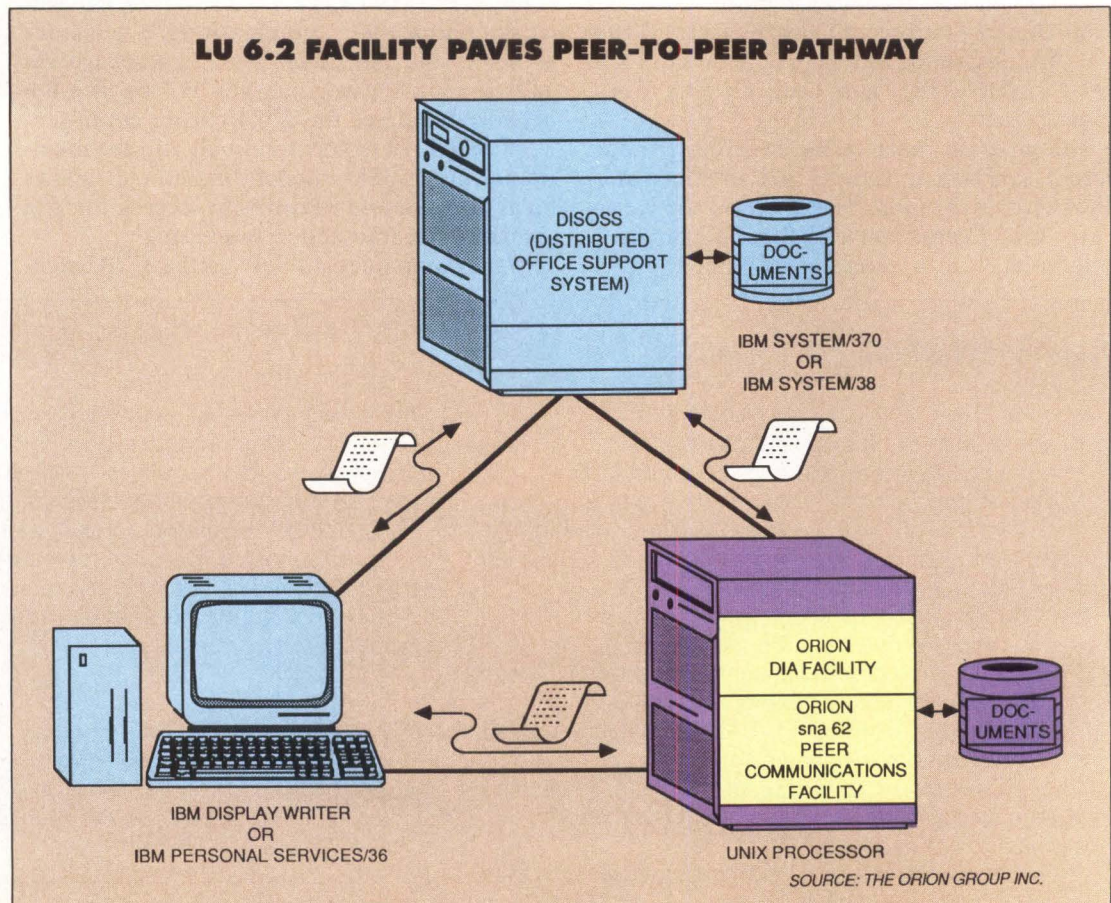 LU 6.2 FACILITY PAVES PEER-TO-PEER PATHWAY
DISOSS
(DISTRIBUTED
OFFICE SUPPORT
SYSTEM)
DOC-
UMENTS
IBM SYSTEM/370
OR
IBM SYSTEM/38
IBM DISPLAY WRITER
OR
IBM PERSONAL SERVICES/36
ORION
DIA FACILITY
ORION
sna 62
PEER
COMMUNICATIONS
FACILITY
DOC-
UMENTS
UNIX PROCESSOR
SOURCE: THE ORION GROUP INC.